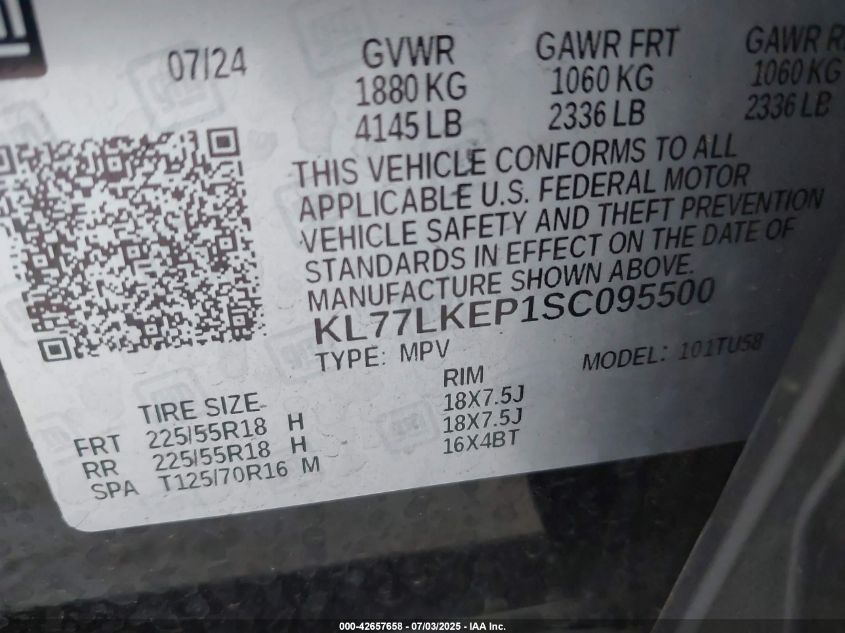 07/24
GVWR GAWR FRT GAWR
1880 KG 1060 KG 1060 KG
4145 LB 2336 LB 2336 LB
THIS VEHICLE CONFORMS TO ALL
APPLICABLE U.S. FEDERAL MOTOR
VEHICLE SAFETY AND THEFT PREVENTION
STANDARDS IN EFFECT ON THE DATE OF
MANUFACTURE SHOWN ABOVE.
KL77LKEP1SC095500
TYPE: MPV MODEL: 101TU58
TIRE SIZE RIM
FRT 225/55R18 H 18X7.5J
RR 225/55R18 H 18X7.5J
SPA T125/70R16 M 16X4BT
000-42657658 - 07/03/2025 - IAA Inc.